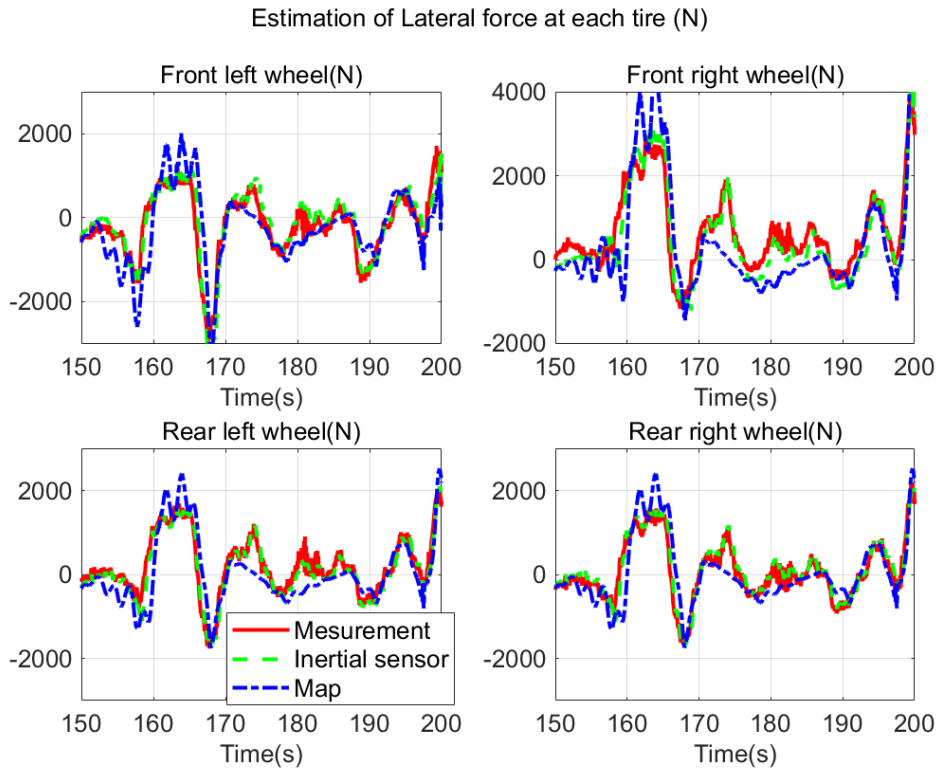 Estimation of Lateral force at each tire (N)
Front left wheel(N)
2000
0
-2000
150 160 170 180 190 200
Time(s)
Front right wheel(N)
4000
2000
0
-2000
150 160 170 180 190 200
Time(s)
Rear left wheel(N)
2000
0
-2000
150 160 170 180 190 200
Time(s)
Mesurement
Inertial sensor
Map
Rear right wheel(N)
2000
0
-2000
150 160 170 180 190 200
Time(s)